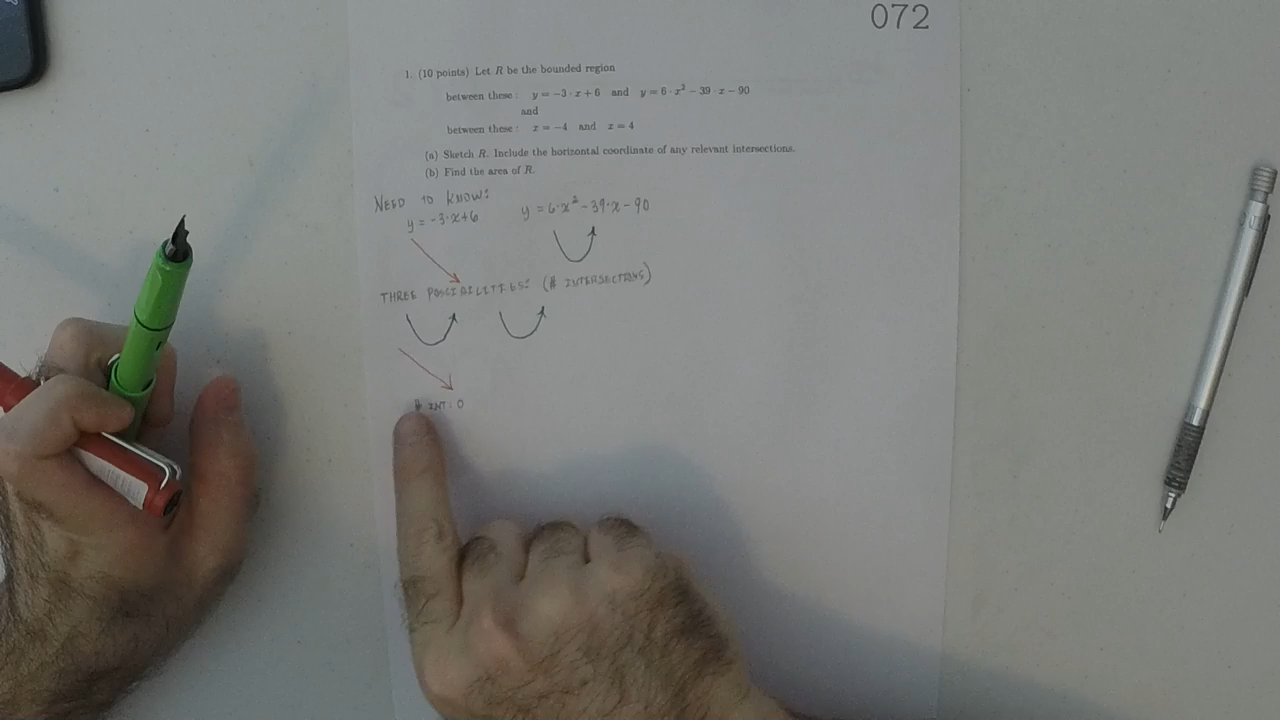 072
1. (10 points) Let R be the bounded region
between these : y = −3 · x + 6 and y = 6 · x² − 39 · x − 90
and
between these : x = −4 and x = 4
(a) Sketch R. Include the horizontal coordinate of any relevant intersections.
(b) Find the area of R.
NEED TO KNOW:
y = -3·x+6 y = 6·x² - 39·x - 90
THREE POSSIBILITIES: (# INTERSECTIONS)
# INT: 0